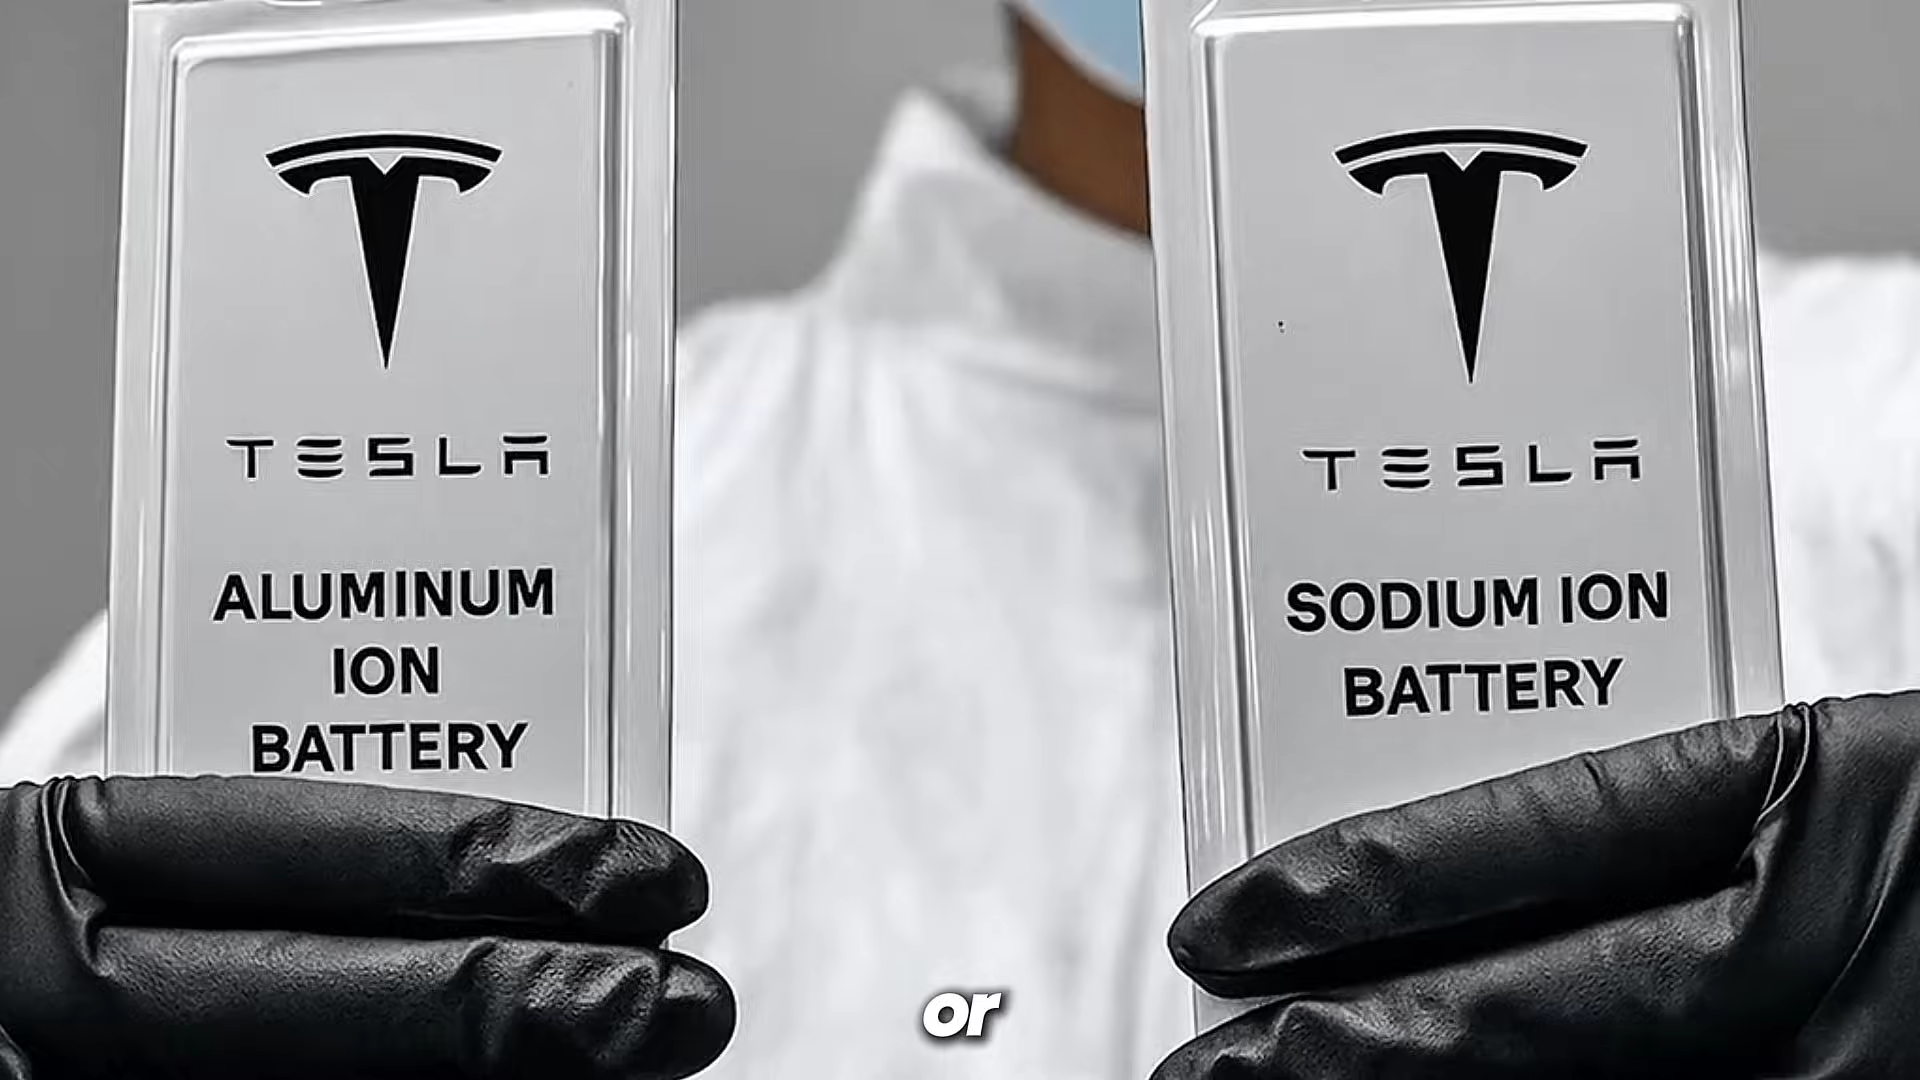 TESLA
ALUMINUM
ION
BATTERY
TESLA
SODIUM ION
BATTERY
or